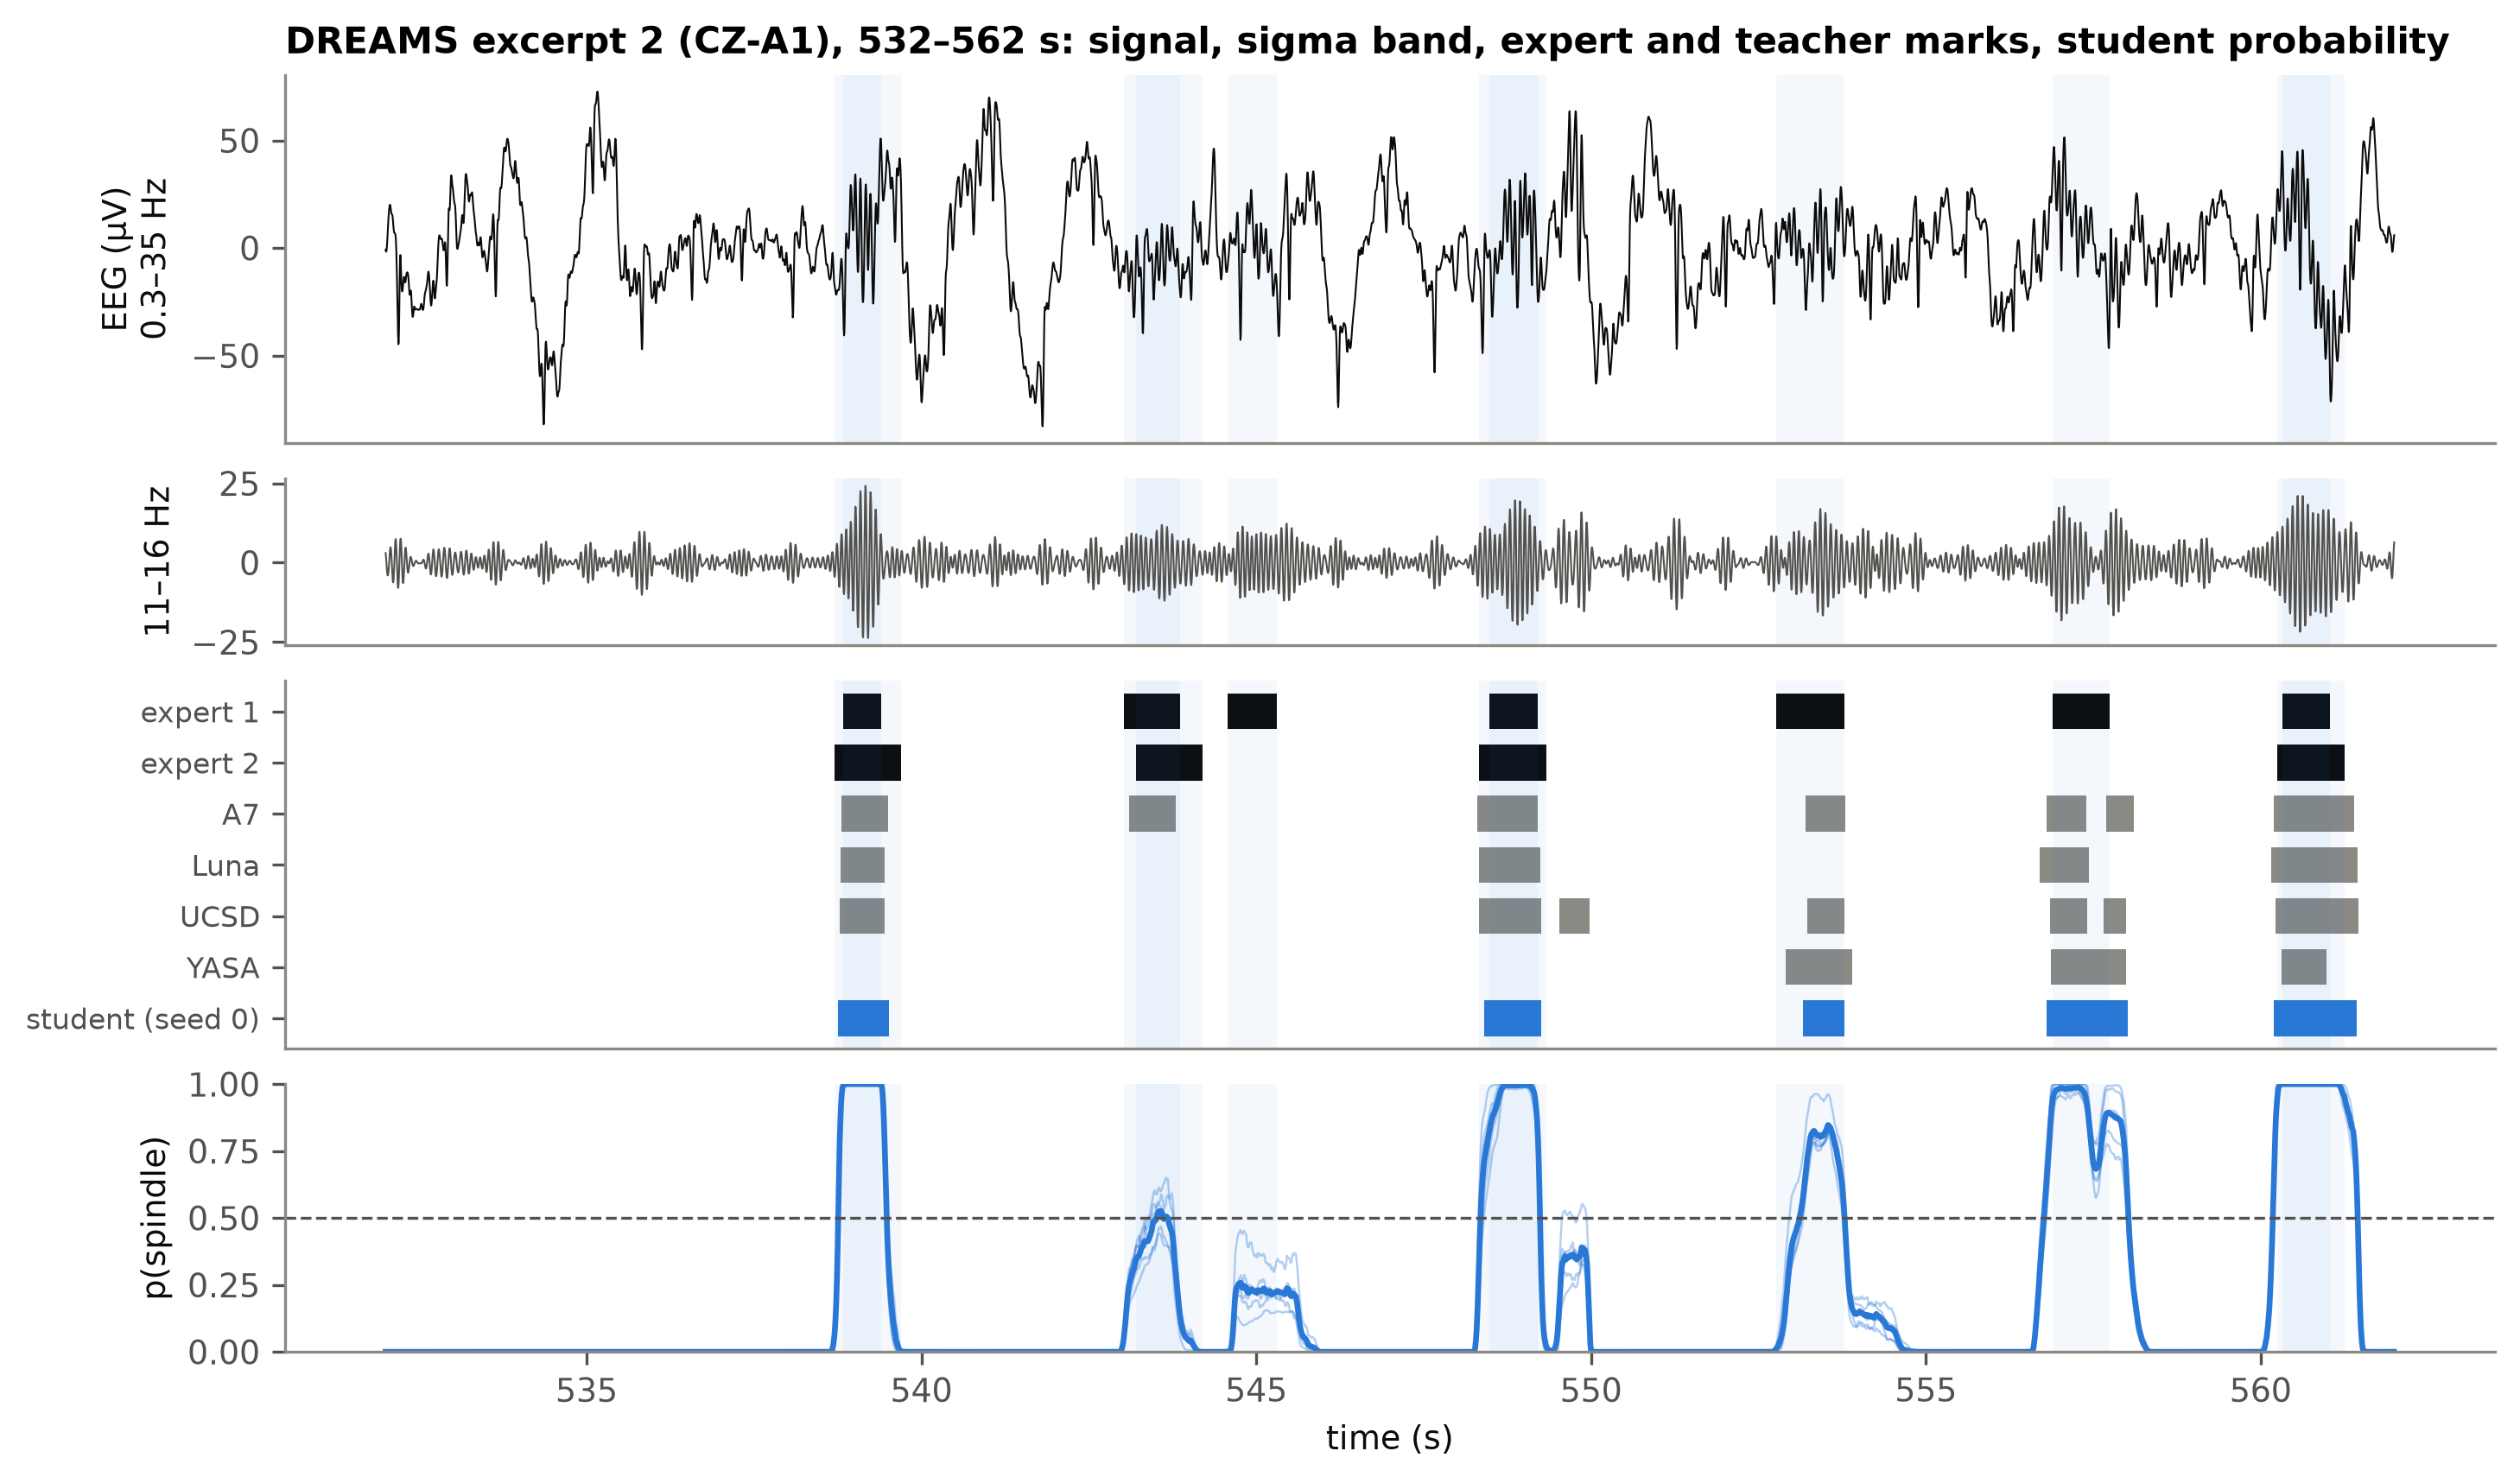 DREAMS excerpt 2 (CZ-A1), 532–562 s: signal, sigma band, expert and teacher marks, student probability
EEG (µV)
0.3–35 Hz
50
0
−50
11–16 Hz
25
0
−25
expert 1
expert 2
A7
Luna
UCSD
YASA
student (seed 0)
p(spindle)
1.00
0.75
0.50
0.25
0.00
535 540 545 550 555 560
time (s)